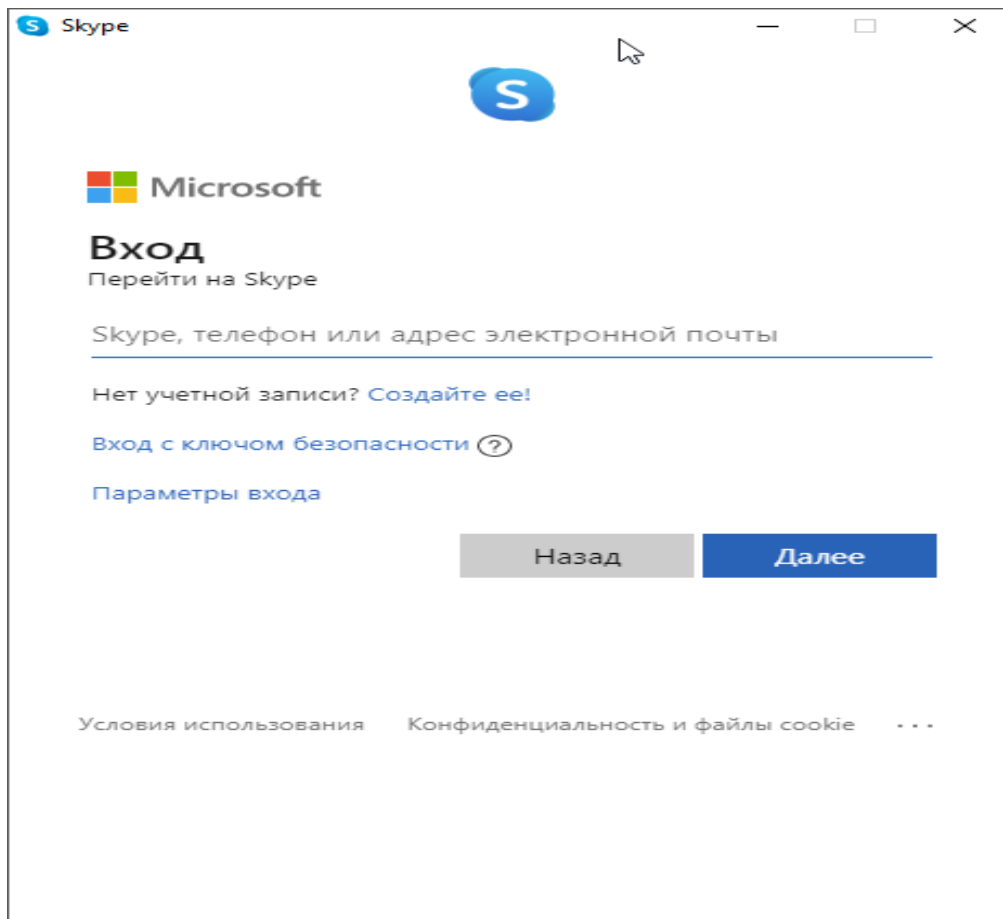 Skype
Microsoft
Вход
Перейти на Skype
Skype, телефон или адрес электронной почты
Нет учетной записи? Создайте ее!
Вход с ключом безопасности ?
Параметры входа
Назад Далее
Условия использования Конфиденциальность и файлы cookie ...